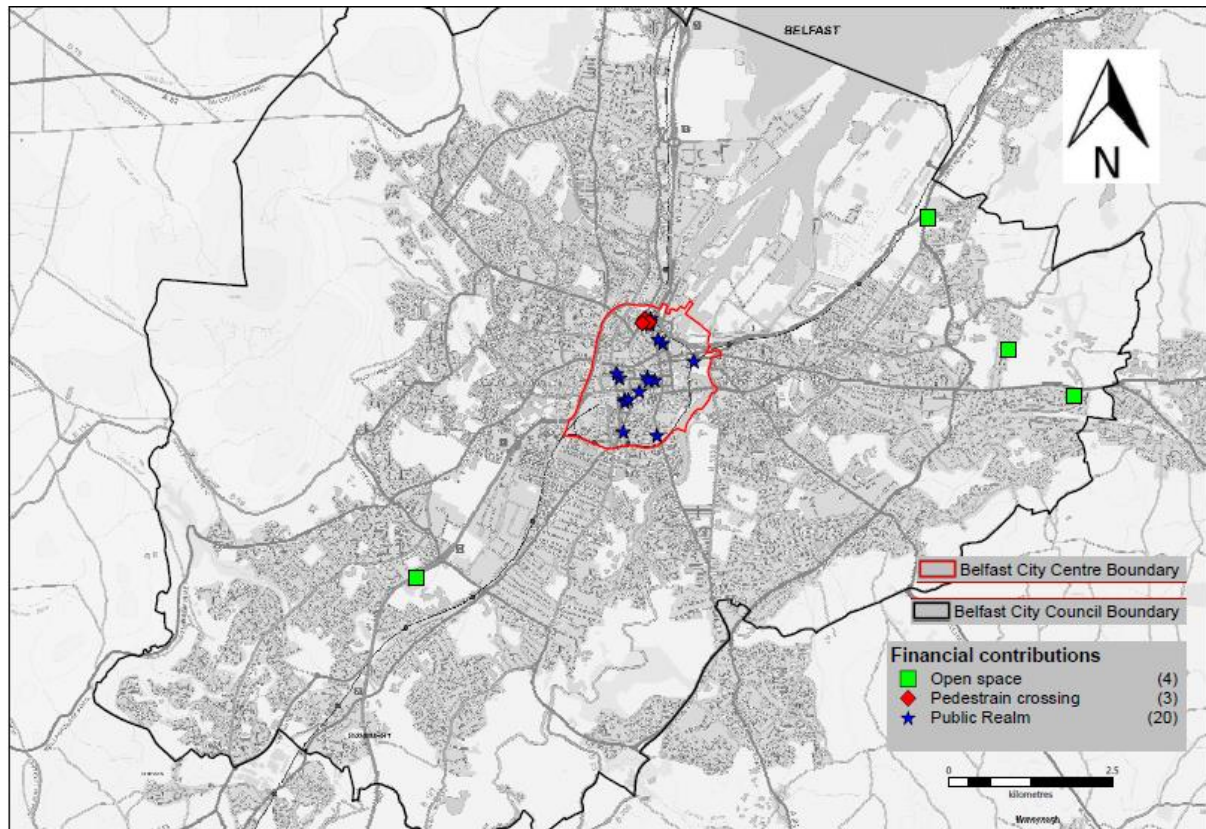 BELFAST
N
Belfast City Centre Boundary
Belfast City Council Boundary
Financial contributions
Open space (4)
Pedestrain crossing (3)
Public Realm (20)
0 2.5
kilometres